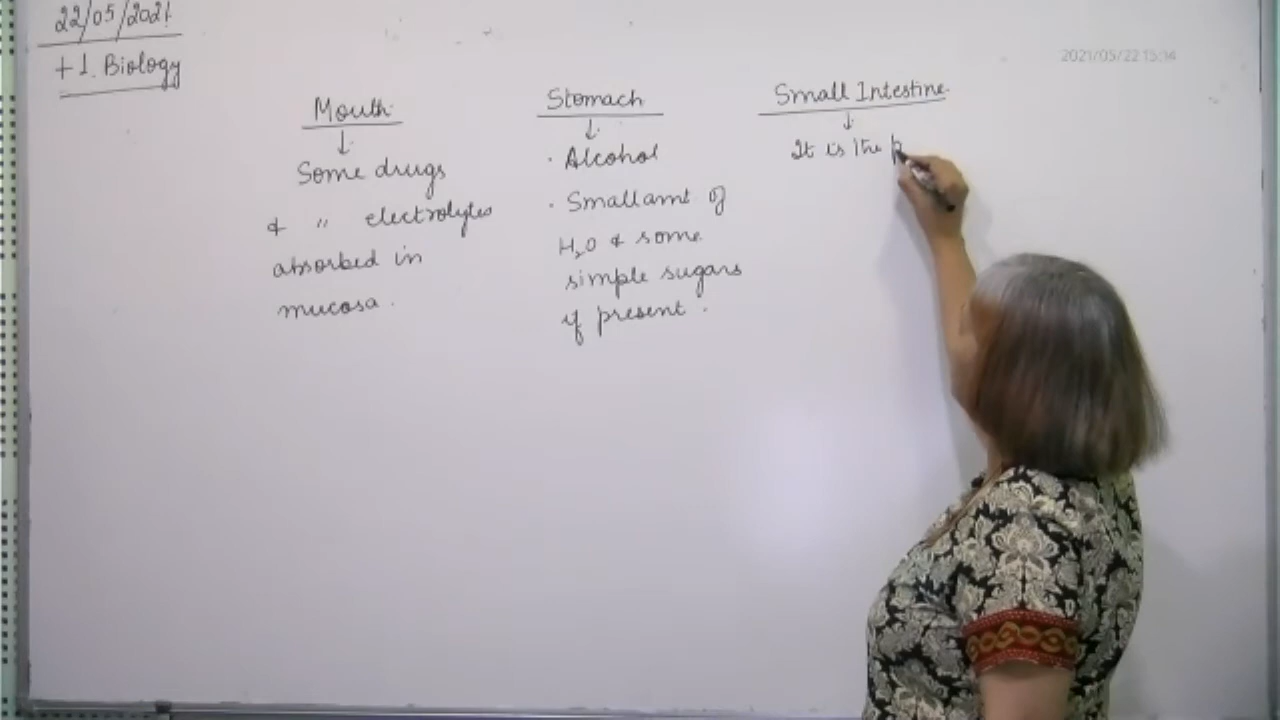 22/05/2021
+1. Biology
2021/05/22 15:34
Mouth
Some drugs
& " electrolytes
absorbed in
mucosa.
Stomach
· Alcohol
· Small amt of
H₂O & some
simple sugars
if present.
Small Intestine
It is the p